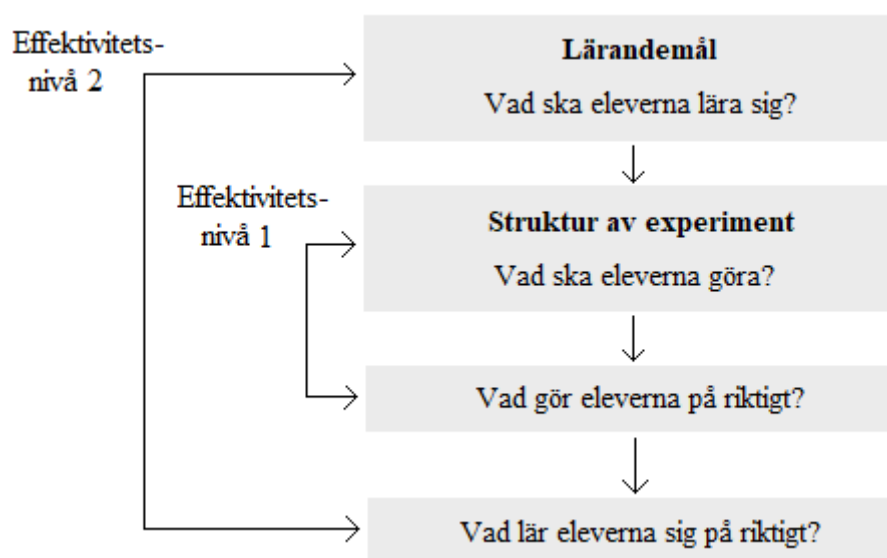 Effektivitets-
nivå 2
Lärandemål
Vad ska eleverna lära sig?
Effektivitets-
nivå 1
Struktur av experiment
Vad ska eleverna göra?
Vad gör eleverna på riktigt?
Vad lär eleverna sig på riktigt?